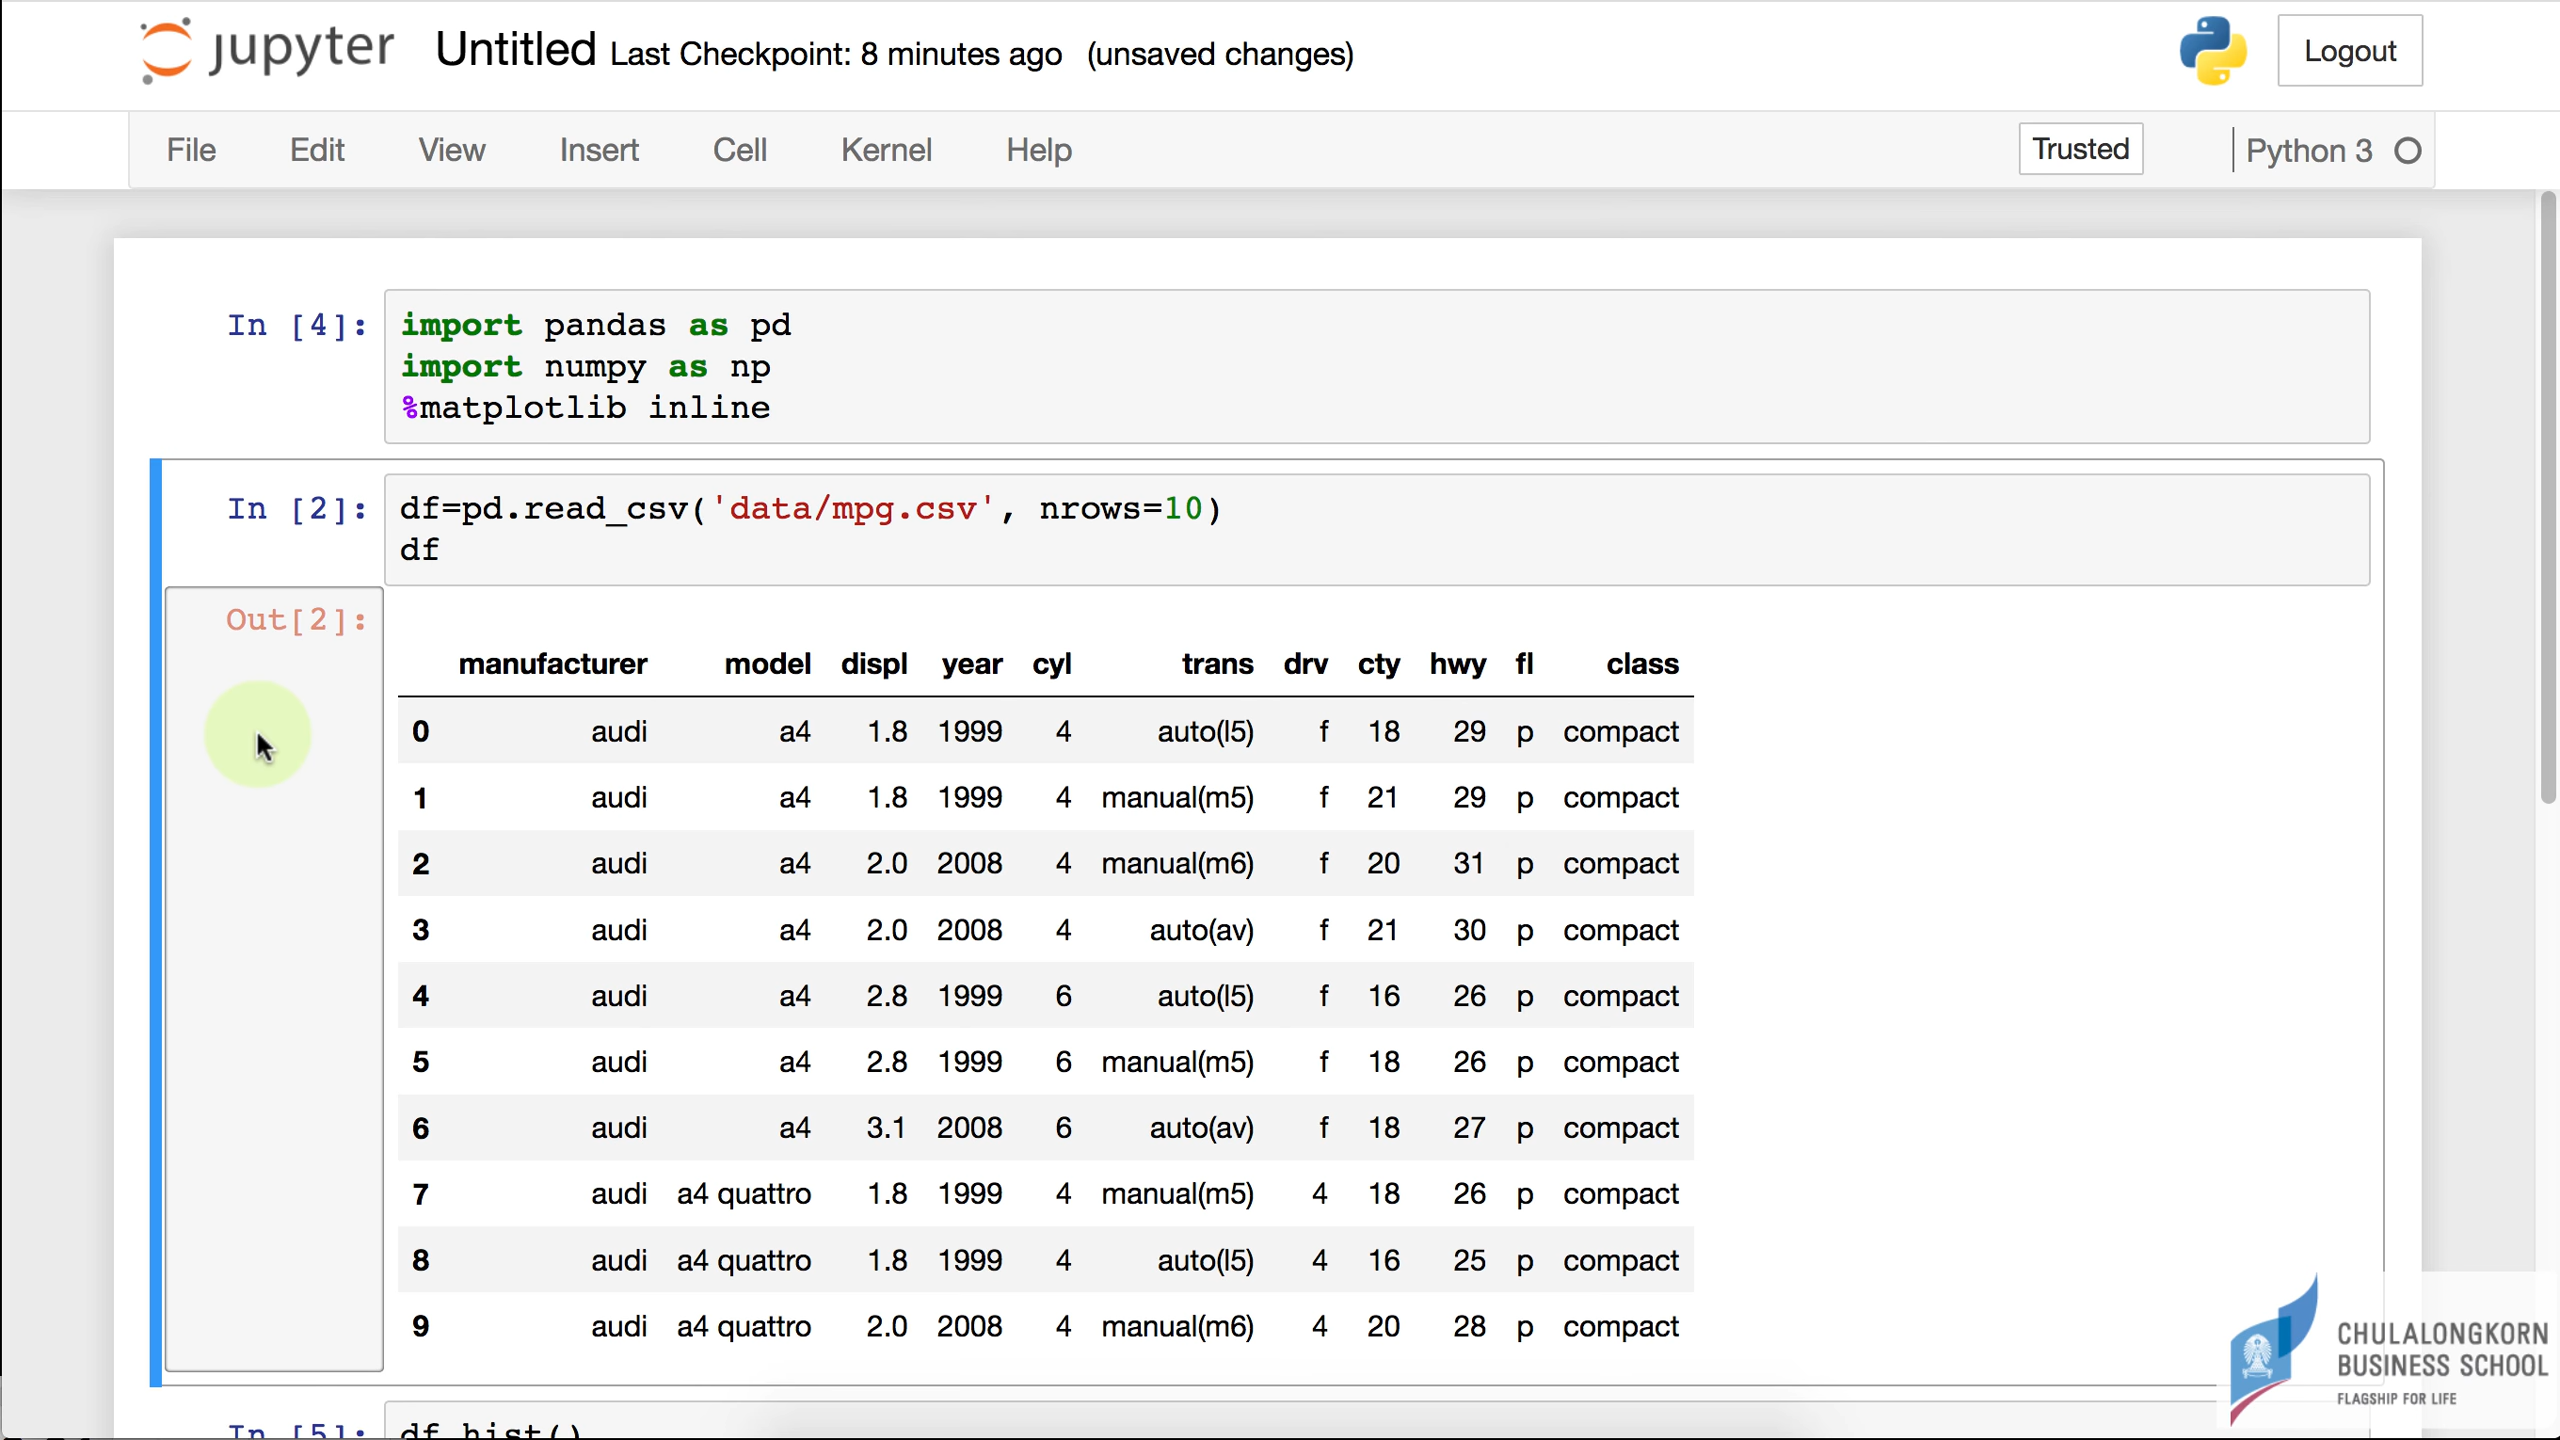 jupyter Untitled Last Checkpoint: 8 minutes ago (unsaved changes) Logout
File Edit View Insert Cell Kernel Help Trusted Python 3
In [4]: import pandas as pd
import numpy as np
%matplotlib inline
In [2]: df=pd.read_csv('data/mpg.csv', nrows=10)
df
Out[2]:
manufacturer model displ year cyl trans drv cty hwy fl class
0 audi a4 1.8 1999 4 auto(l5) f 18 29 p compact
1 audi a4 1.8 1999 4 manual(m5) f 21 29 p compact
2 audi a4 2.0 2008 4 manual(m6) f 20 31 p compact
3 audi a4 2.0 2008 4 auto(av) f 21 30 p compact
4 audi a4 2.8 1999 6 auto(l5) f 16 26 p compact
5 audi a4 2.8 1999 6 manual(m5) f 18 26 p compact
6 audi a4 3.1 2008 6 auto(av) f 18 27 p compact
7 audi a4 quattro 1.8 1999 4 manual(m5) 4 18 26 p compact
8 audi a4 quattro 1.8 1999 4 auto(l5) 4 16 25 p compact
9 audi a4 quattro 2.0 2008 4 manual(m6) 4 20 28 p compact
CHULALONGKORN
BUSINESS SCHOOL
FLAGSHIP FOR LIFE
In [5]: df.hist()